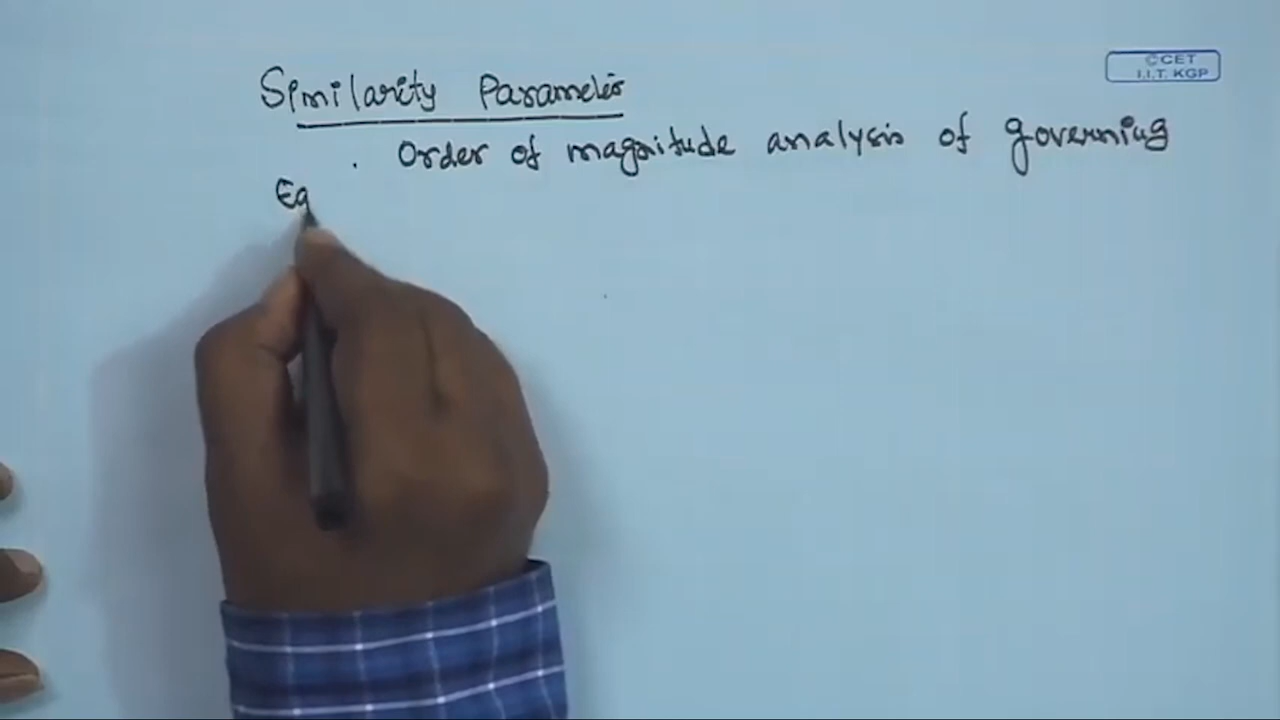 Similarity Parameters
. Order of magnitude analysis of governing
Eq
©CET
I.I.T. KGP